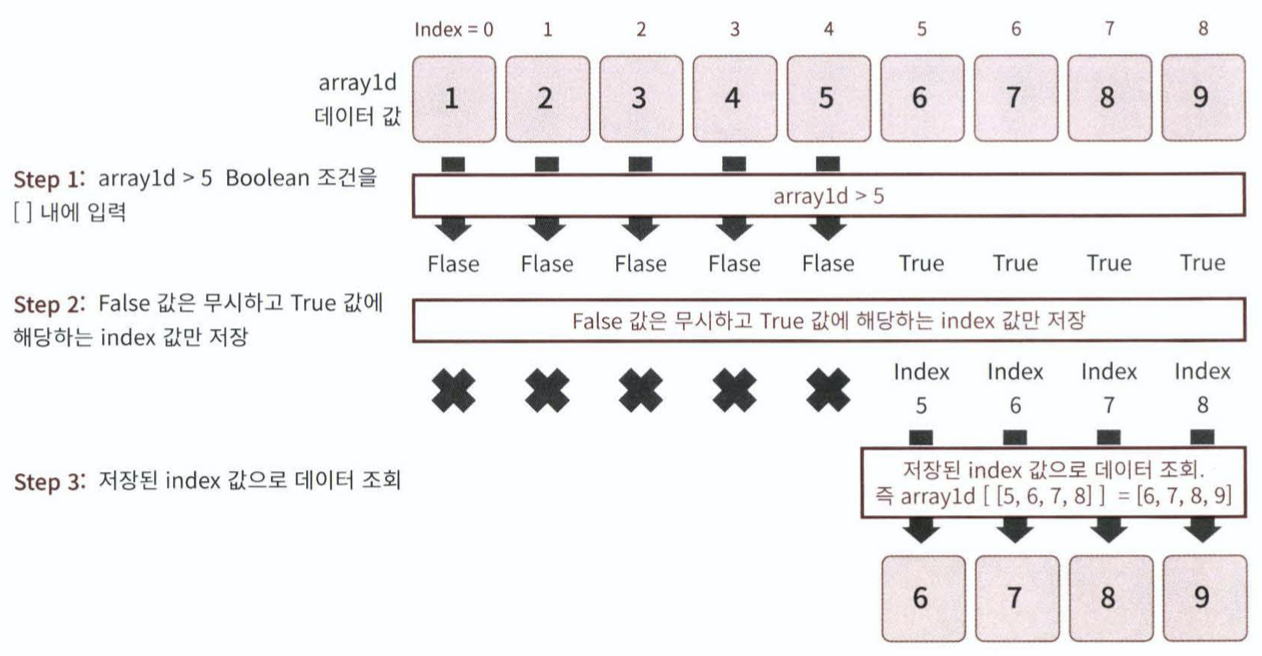 Index = 0 1 2 3 4 5 6 7 8
array1d
데이터 값
1 2 3 4 5 6 7 8 9
Step 1: array1d > 5 Boolean 조건을
[ ] 내에 입력
array1d > 5
Flase Flase Flase Flase Flase True True True True
Step 2: False 값은 무시하고 True 값에
해당하는 index 값만 저장
False 값은 무시하고 True 값에 해당하는 index 값만 저장
Index Index Index Index
5 6 7 8
Step 3: 저장된 index 값으로 데이터 조회
저장된 index 값으로 데이터 조회.
즉 array1d [ [5, 6, 7, 8] ] = [6, 7, 8, 9]
6 7 8 9